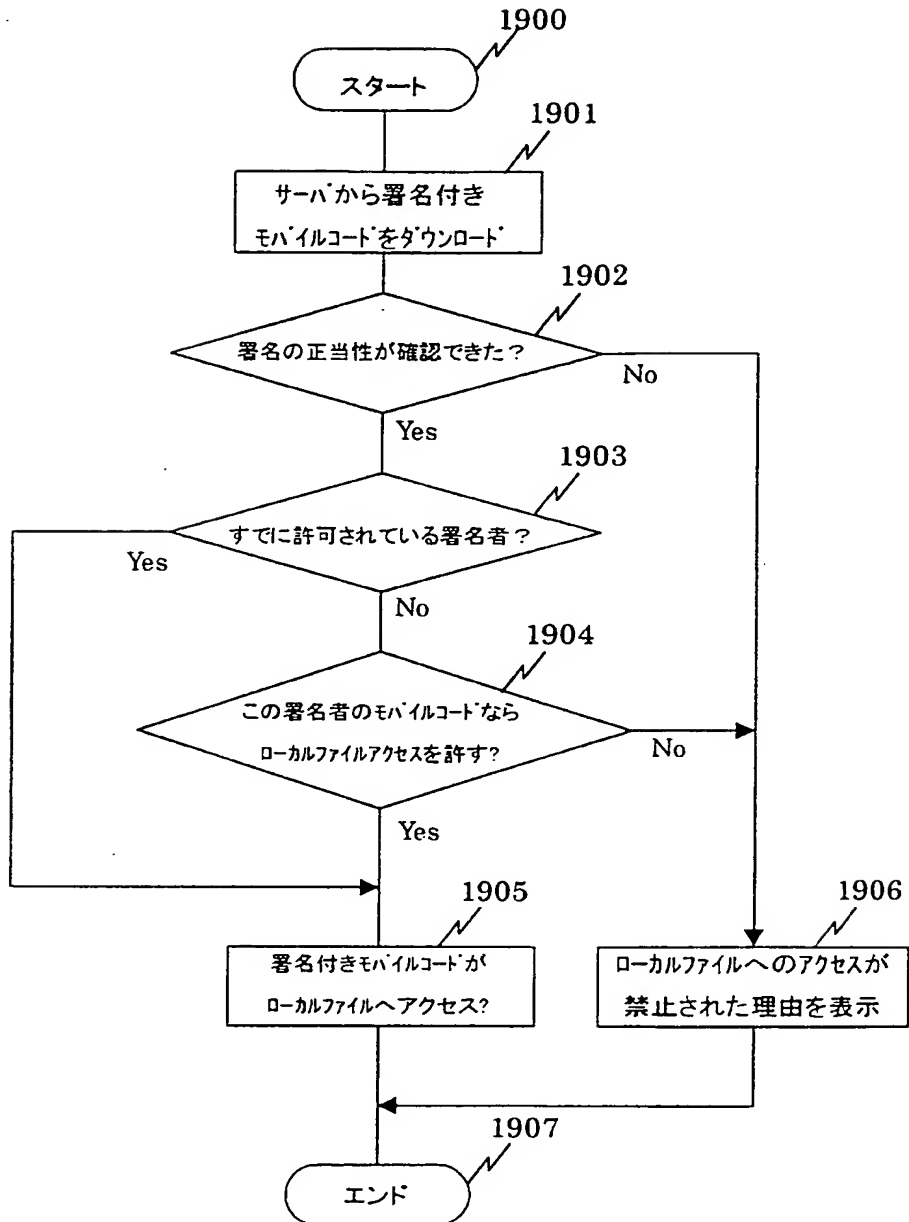 1900
スタート
1901
サーバから署名付き
モバイルコードをダウンロード
1902
署名の正当性が確認できた？
No
Yes
1903
すでに許可されている署名者？
Yes
No
1904
この署名者のモバイルコードなら
ローカルファイルアクセスを許す?
No
Yes
1905
署名付きモバイルコードが
ローカルファイルへアクセス?
1906
ローカルファイルへのアクセスが
禁止された理由を表示
1907
エンド